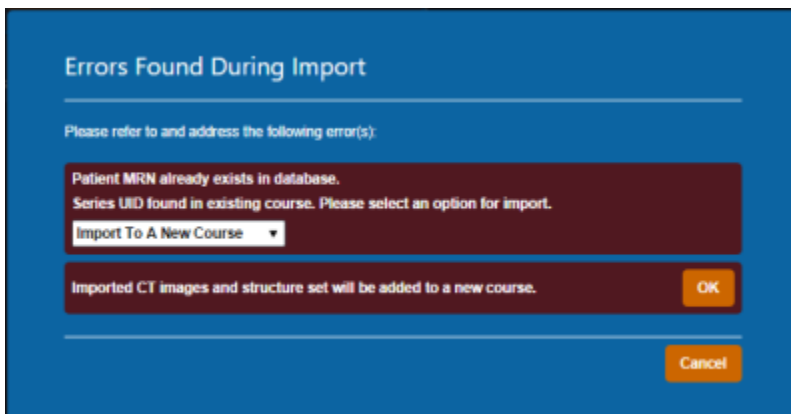 Errors Found During Import
Please refer to and address the following error(s):
Patient MRN already exists in database.
Series UID found in existing course. Please select an option for import.
Import To A New Course
Imported CT images and structure set will be added to a new course.
OK
Cancel